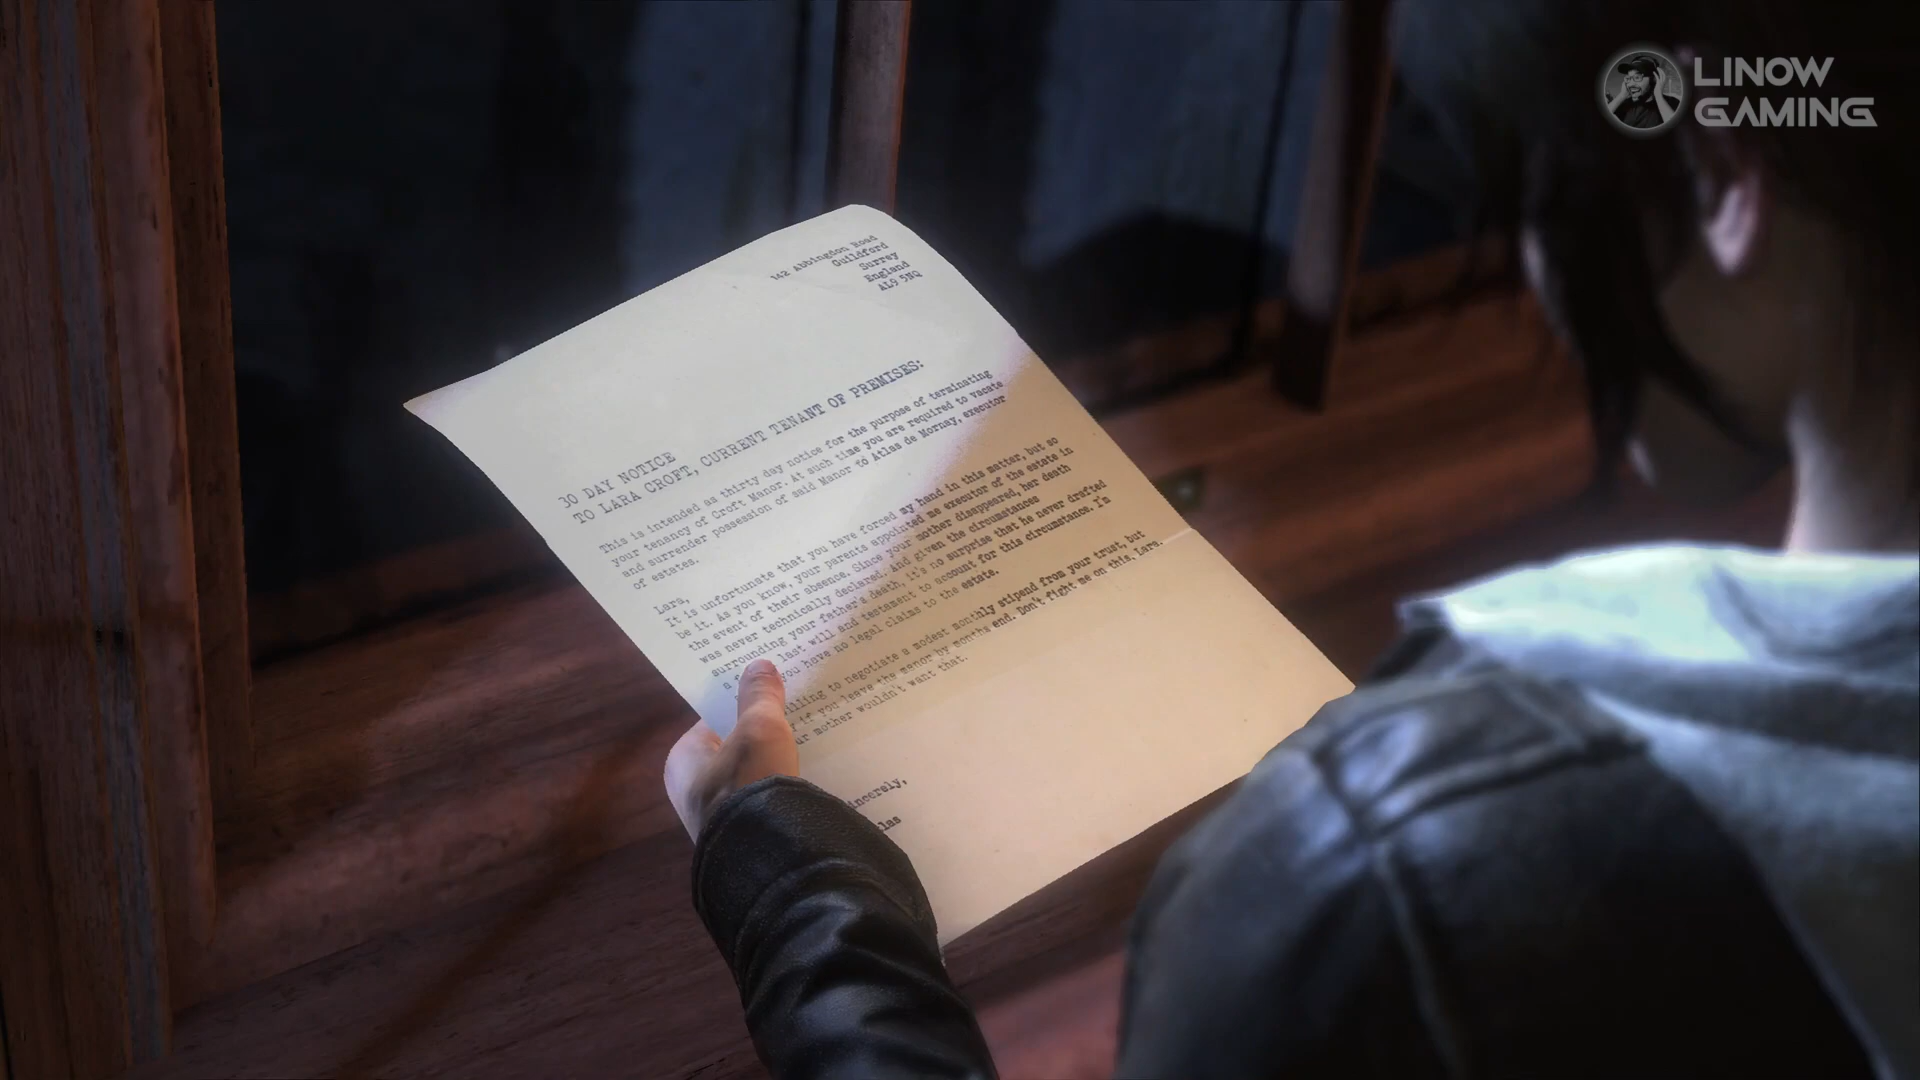 LINOW
GAMING
142 Abbingdon Road
Guildford
Surrey
England
AL9 5NQ
30 DAY NOTICE
TO LARA CROFT, CURRENT TENANT OF PREMISES:
This is intended as thirty day notice for the purpose of terminating
your tenancy of Croft Manor. At such time you are required to vacate
and surrender possession of said Manor to Atlas de Mornay, executor
of estates.
Lara,
It is unfortunate that you have forced my hand in this matter, but so
be it. As you know, your parents appointed me executor of the estate in
the event of their absence. Since your mother disappeared, her death
was never technically declared, and given the circumstances
surrounding your father's death, it's no surprise that he never drafted
a last will and testament to account for this circumstance. I'm
you have no legal claims to the estate.
to negotiate a modest monthly stipend from your trust, but
if you leave the manor by months end. Don't fight me on this, Lara.
mother wouldn't want that.
incerely,
las